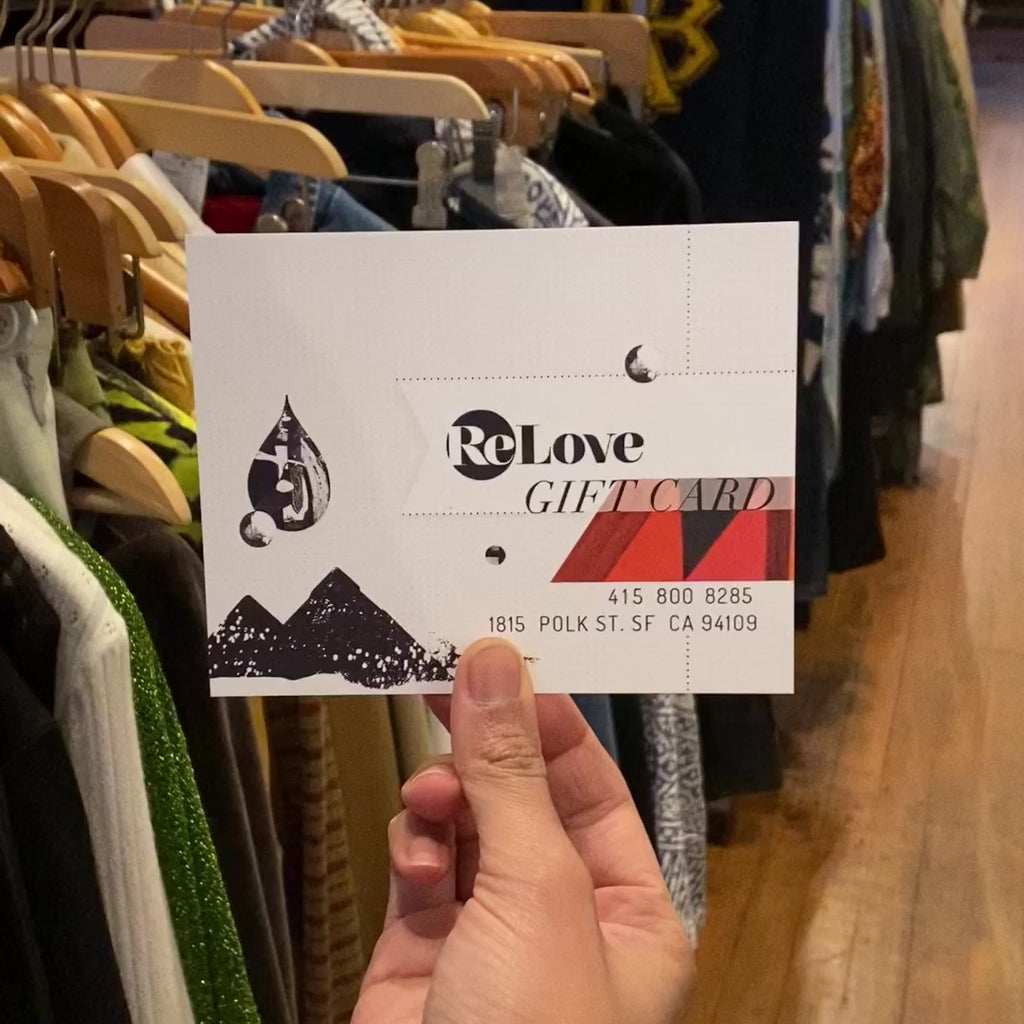 ReLove
GIFT CARD
415 800 8285
1815 POLK ST. SF CA 94109